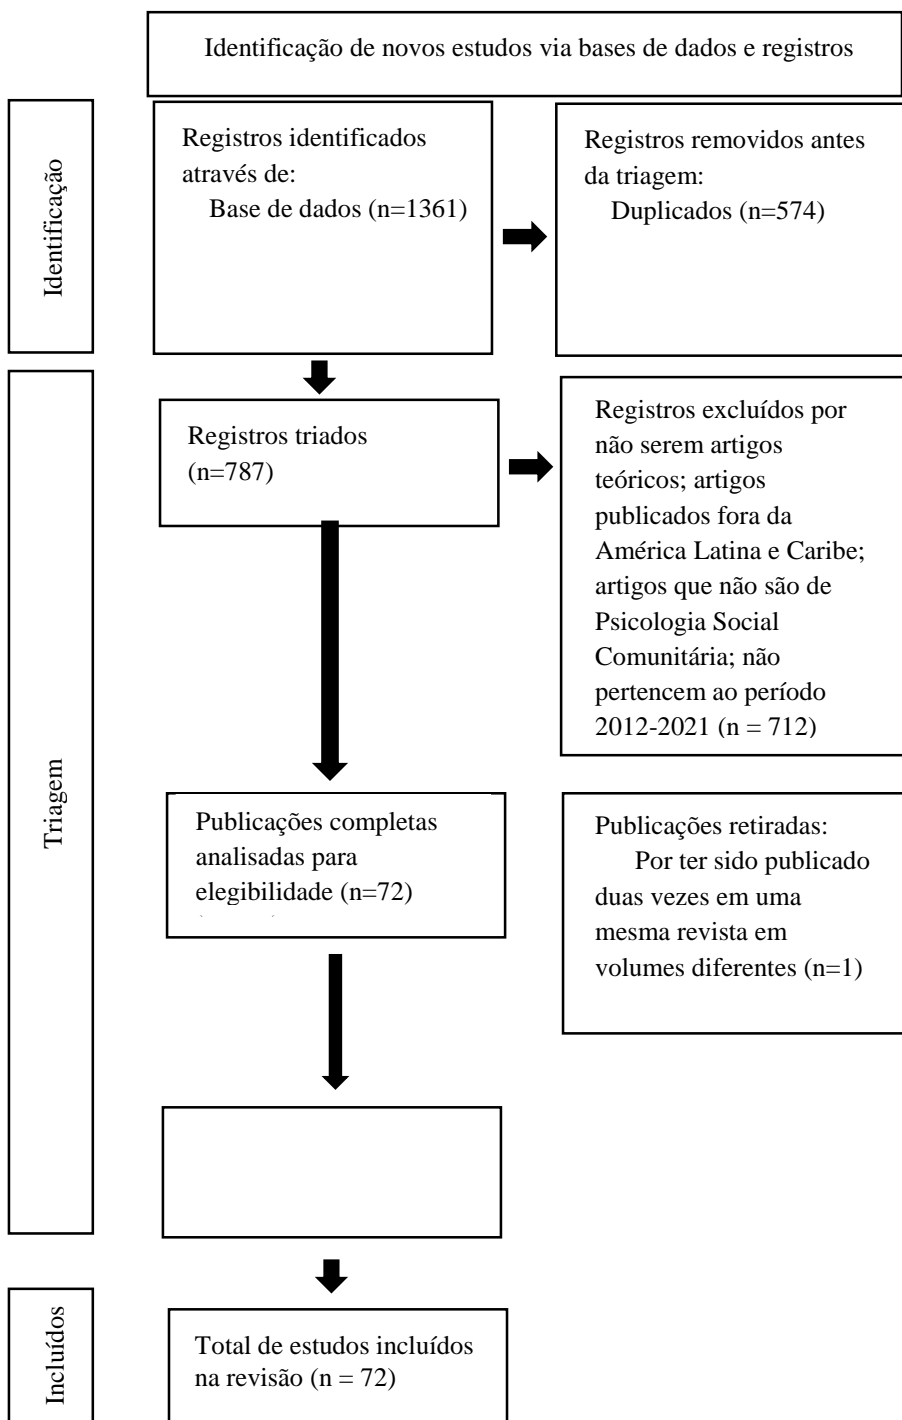 Identificação de novos estudos via bases de dados e registros
Identificação
Registros identificados
através de:
Base de dados (n=1361)
Registros removidos antes
da triagem:
Duplicados (n=574)
Triagem
Registros triados
(n=787)
Registros excluídos por
não serem artigos
teóricos; artigos
publicados fora da
América Latina e Caribe;
artigos que não são de
Psicologia Social
Comunitária; não
pertencem ao período
2012-2021 (n = 712)
Publicações completas
analisadas para
elegibilidade (n=72)
Publicações retiradas:
Por ter sido publicado
duas vezes em uma
mesma revista em
volumes diferentes (n=1)
Incluídos
Total de estudos incluídos
na revisão (n = 72)